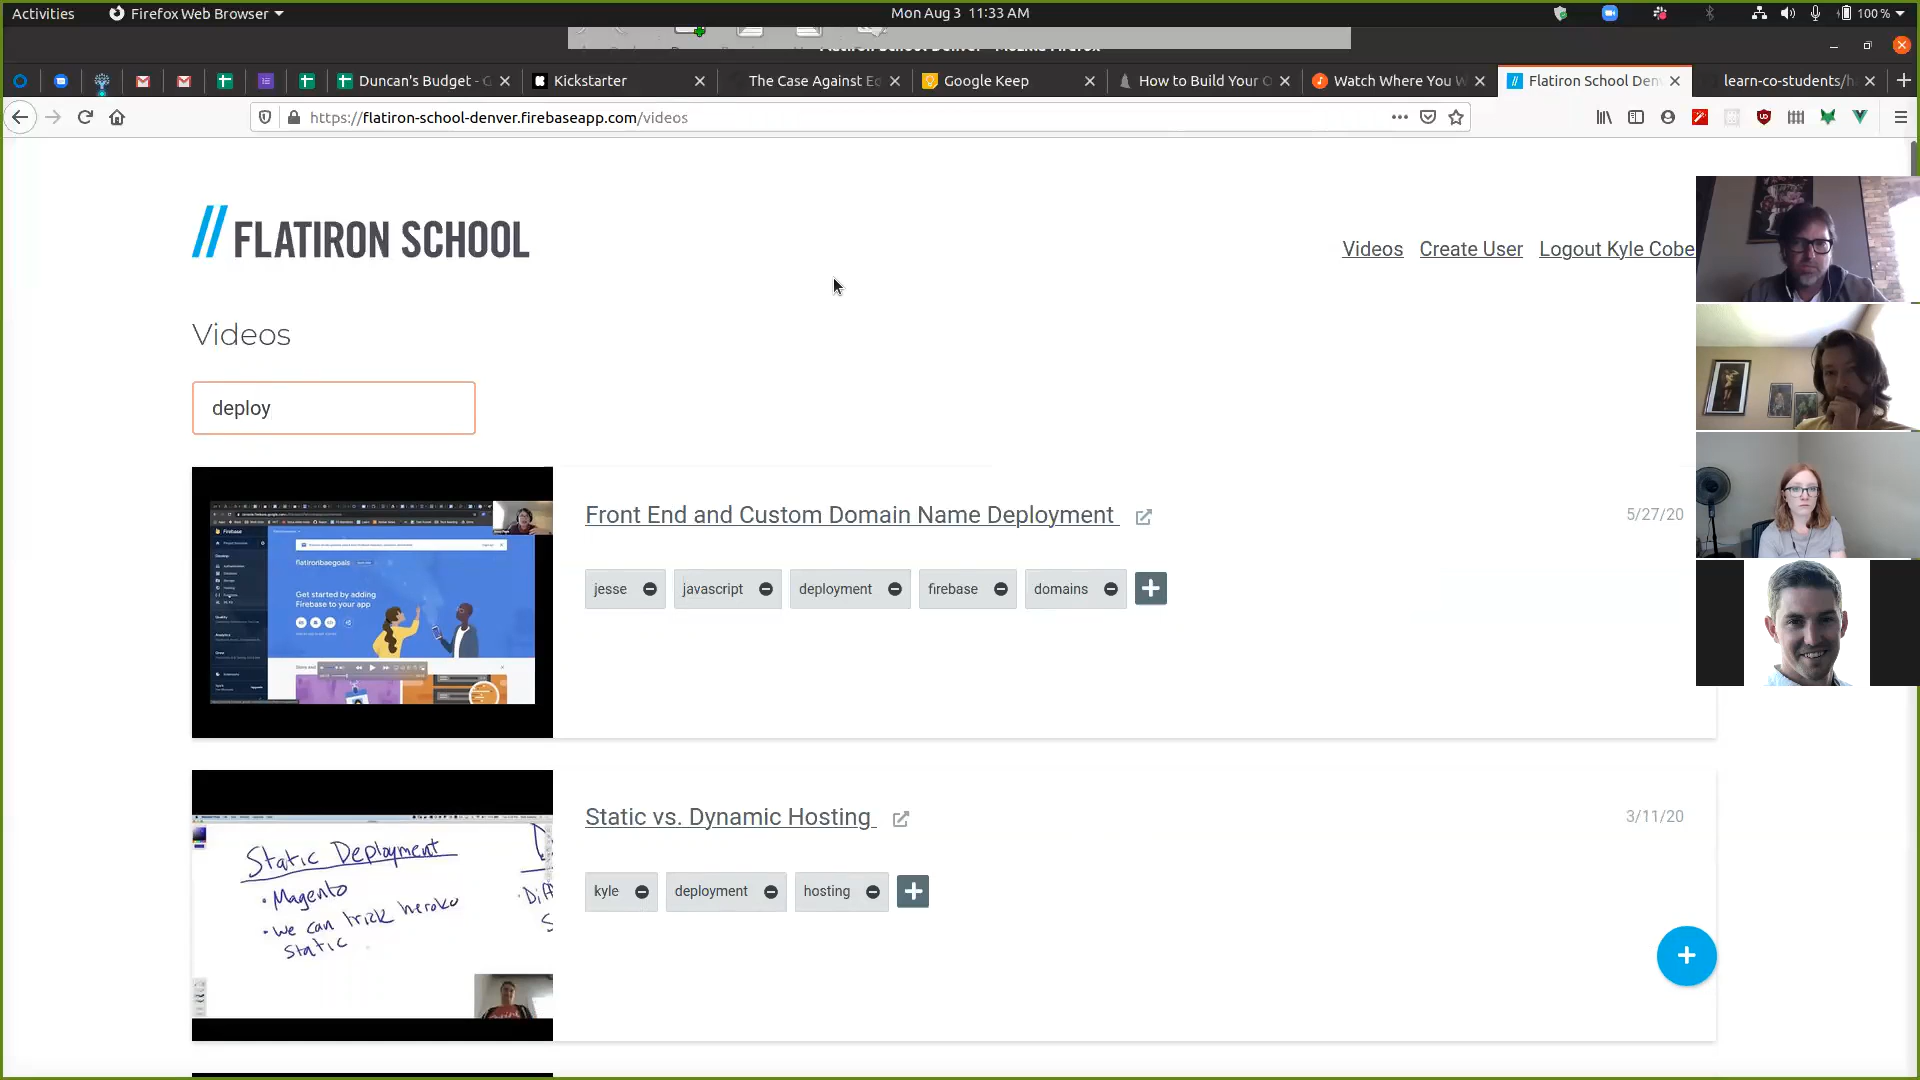 Activities
Firefox Web Browser
Mon Aug 3 11:33 AM
100 %
Duncan's Budget - G
Kickstarter
The Case Against Ed
Google Keep
How to Build Your O
Watch Where You W
Flatiron School Den
learn-co-students/h
https://flatiron-school-denver.firebaseapp.com/videos
FLATIRON SCHOOL
Videos
Create User
Logout Kyle Cobe
Videos
deploy
Front End and Custom Domain Name Deployment
5/27/20
jesse
javascript
deployment
firebase
domains
flatironbaegoals
Get started by adding
Firebase to your app
Static vs. Dynamic Hosting
3/11/20
kyle
deployment
hosting
Static Deployment
• Magento
• we can trick heroku
static